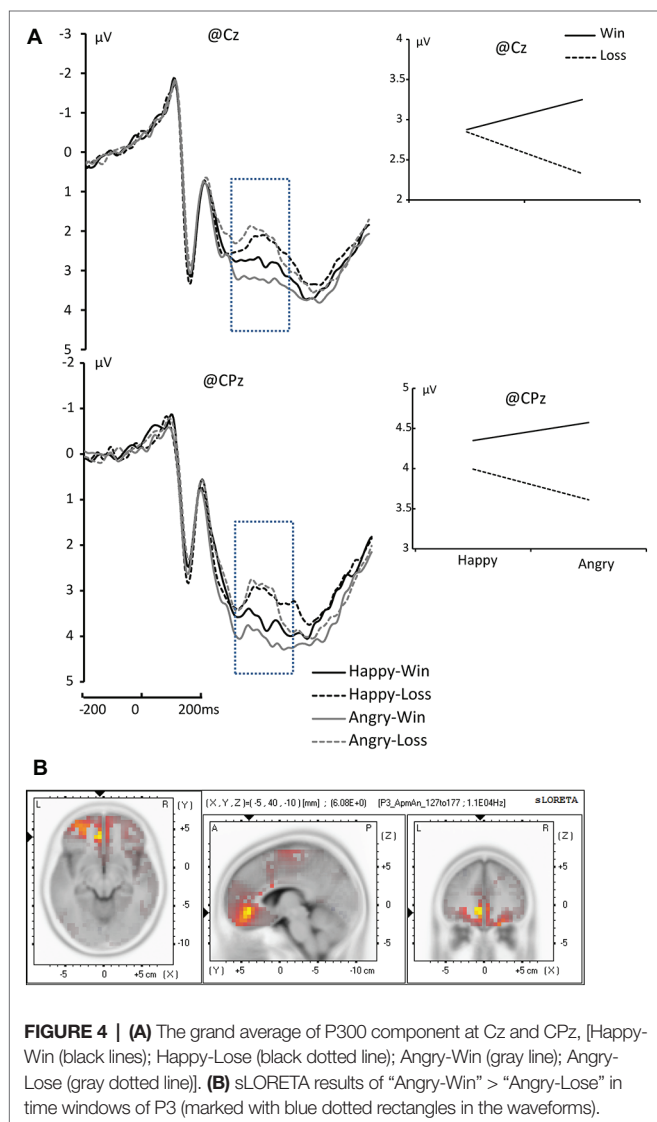 A
-3
μV
@Cz
-2
-1
0
1
2
3
4
5
4.5
μV
@Cz
Win
Loss
4
3.5
3
2.5
2
-2
μV
@CPz
-1
0
1
2
3
4
5
-200 0 200ms
5
μV
@CPz
4.5
4
3.5
3
Happy Angry
Happy-Win
Happy-Loss
Angry-Win
Angry-Loss
B
L R (Y)
+5
0
-5
-10
-5 0 +5 cm (X)
(X, Y, Z)=(-5, 40, -10) [mm] ; (6.08E+0) [P3_ApmAn_127to177 ; 1.1E04Hz] sLORETA
A P (Z)
+5
0
-5
(Y) +5 0 -5 -10 cm
L R (Z)
+5
0
-5
-5 0 +5 cm (X)
FIGURE 4 | (A) The grand average of P300 component at Cz and CPz, [Happy-
Win (black lines); Happy-Lose (black dotted line); Angry-Win (gray line); Angry-
Lose (gray dotted line)]. (B) sLORETA results of “Angry-Win” > “Angry-Lose” in
time windows of P3 (marked with blue dotted rectangles in the waveforms).